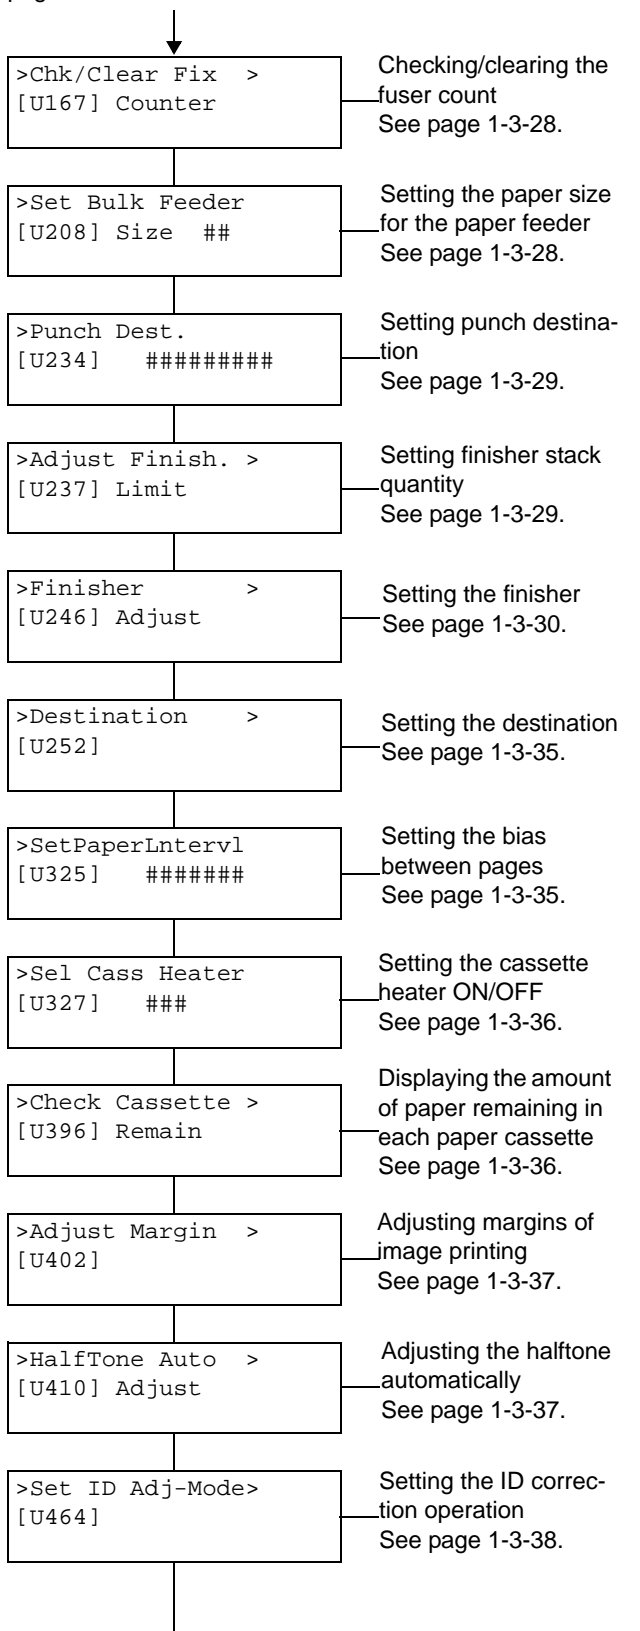 >Chk/Clear Fix  >
[U167] Counter
Checking/clearing the
fuser count
See page 1-3-28.
>Set Bulk Feeder
[U208] Size  ##
Setting the paper size
for the paper feeder
See page 1-3-28.
>Punch Dest.
[U234]   #########
Setting punch destina-
tion
See page 1-3-29.
>Adjust Finish. >
[U237] Limit
Setting finisher stack
quantity
See page 1-3-29.
>Finisher       >
[U246] Adjust
Setting the finisher
See page 1-3-30.
>Destination    >
[U252]
Setting the destination
See page 1-3-35.
>SetPaperLntervl
[U325]   #######
Setting the bias
between pages
See page 1-3-35.
>Sel Cass Heater
[U327]   ###
Setting the cassette
heater ON/OFF
See page 1-3-36.
>Check Cassette >
[U396] Remain
Displaying the amount
of paper remaining in
each paper cassette
See page 1-3-36.
>Adjust Margin  >
[U402]
Adjusting margins of
image printing
See page 1-3-37.
>HalfTone Auto  >
[U410] Adjust
Adjusting the halftone
automatically
See page 1-3-37.
>Set ID Adj-Mode>
[U464]
Setting the ID correc-
tion operation
See page 1-3-38.